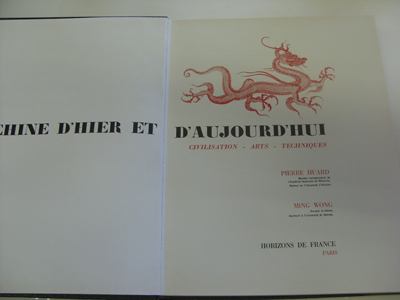 CHINE D'HIER ET D'AUJOURD'HUI
CIVILISATION - ARTS - TECHNIQUES
PIERRE HUARD
MING WONG
HORIZONS DE FRANCE
PARIS